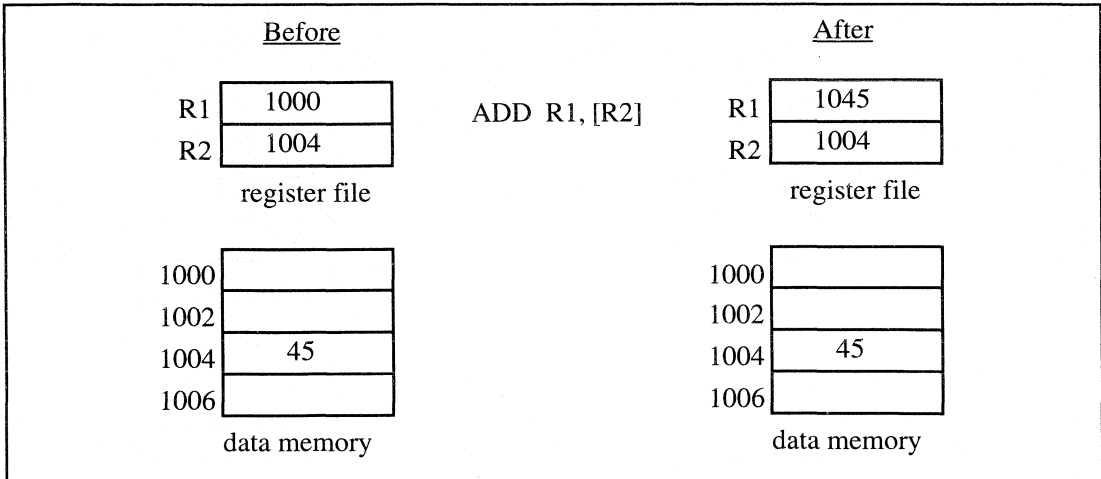 Before
After
R1 1000
ADD R1, [R2]
R1 1045
R2 1004
R2 1004
register file
register file
1000
1000
1002
1002
1004 45
1004 45
1006
1006
data memory
data memory